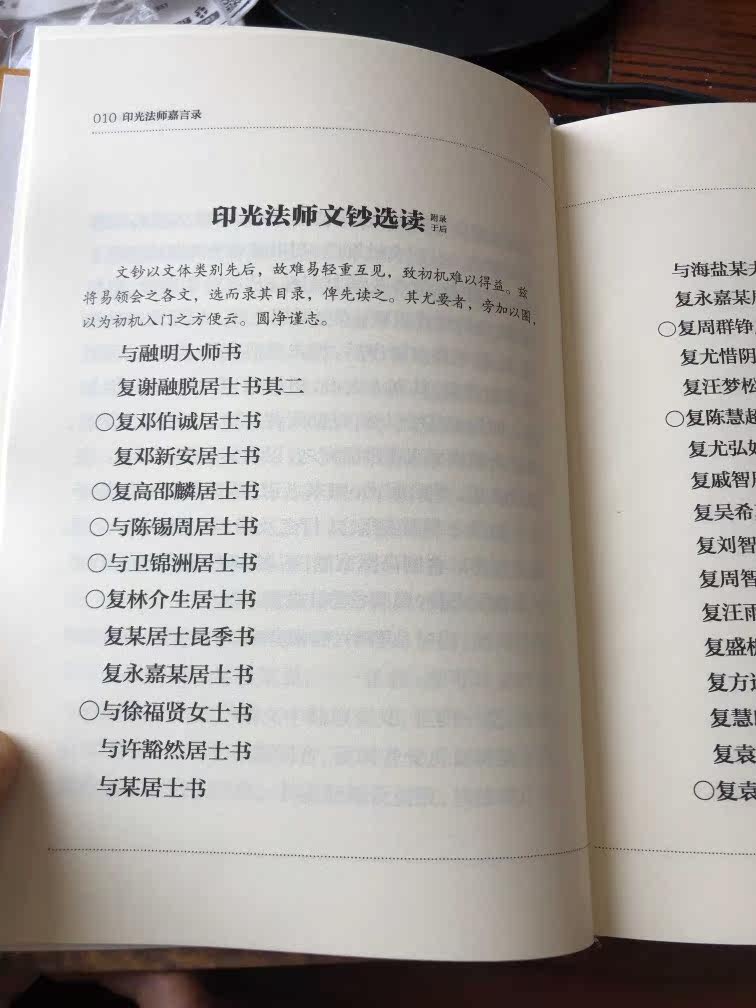 010 印光法师嘉言录
印光法师文钞选读 附录于后
文钞以文体类别先后，故难易轻重互见，致初机难以得益。兹
将易领会之各文，选而录其目录，俾先读之。其尤要者，旁加以圈，
以为初机入门之方便云。圆净谨志。
与融明大师书
复谢融脱居士书其二
○复邓伯诚居士书
复邓新安居士书
○复高邵麟居士书
○与陈锡周居士书
○与卫锦洲居士书
○复林介生居士书
复某居士昆季书
复永嘉某居士书
○与徐福贤女士书
与许豁然居士书
与某居士书
与海盐某
复永嘉某
○复周群铮
复尤惜阴
复汪梦松
○复陈慧超
复尤弘如
复戚智
复吴希
复刘智
复周智
复汪雨
复盛机
复方
复慧
复袁
○复袁